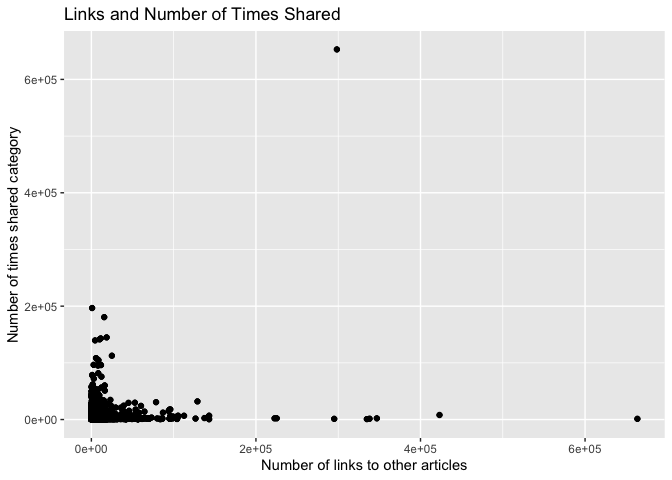 Links and Number of Times Shared
Number of times shared category
6e+05
4e+05
2e+05
0e+00
0e+00 2e+05 4e+05 6e+05
Number of links to other articles